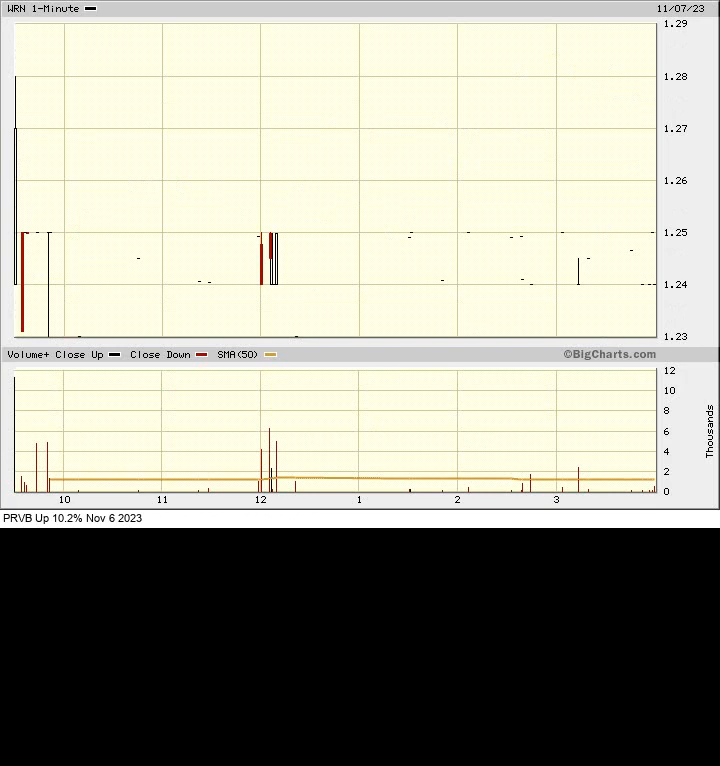 WRN 1-Minute 11/07/23
1.29
1.28
1.27
1.26
1.25
1.24
1.23
Volume+ Close Up Close Down SMA(50) ©BigCharts.com
12
10
8
6
4
2
0
Thousands
10 11 12 1 2 3
PRVB Up 10.2% Nov 6 2023